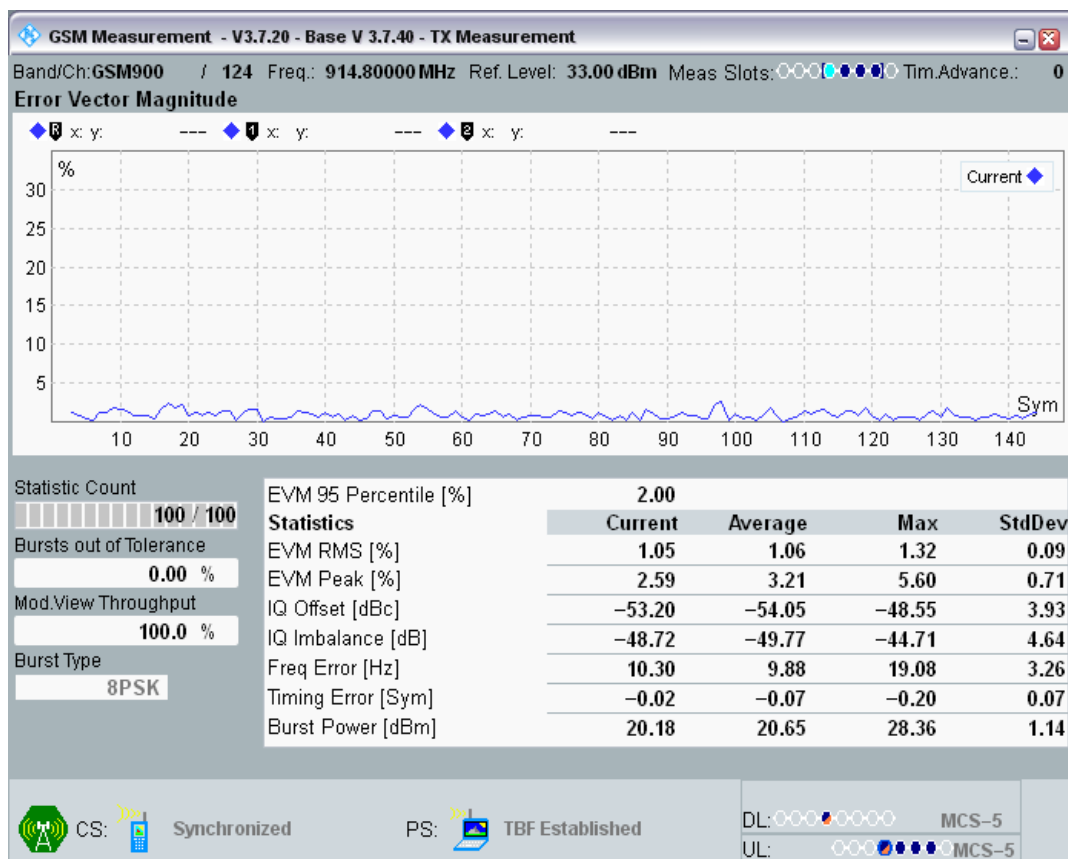 GSM Measurement - V3.7.20 - Base V 3.7.40 - TX Measurement
Band/Ch: GSM900 / 124 Freq.: 914.80000 MHz Ref. Level: 33.00 dBm Meas Slots: Tim.Advance.: 0
Error Vector Magnitude
R x: y: --- 1 x: y: --- 2 x: y: ---
%
Current
30
25
20
15
10
5
Sym
10 20 30 40 50 60 70 80 90 100 110 120 130 140
Statistic Count
100 / 100
Bursts out of Tolerance
0.00 %
Mod.View Throughput
100.0 %
Burst Type
8PSK
EVM 95 Percentile [%] 2.00
Statistics Current Average Max StdDev
EVM RMS [%] 1.05 1.06 1.32 0.09
EVM Peak [%] 2.59 3.21 5.60 0.71
IQ Offset [dBc] −53.20 −54.05 −48.55 3.93
IQ Imbalance [dB] −48.72 −49.77 −44.71 4.64
Freq Error [Hz] 10.30 9.88 19.08 3.26
Timing Error [Sym] −0.02 −0.07 −0.20 0.07
Burst Power [dBm] 20.18 20.65 28.36 1.14
CS: Synchronized PS: TBF Established
DL: MCS−5
UL: MCS−5